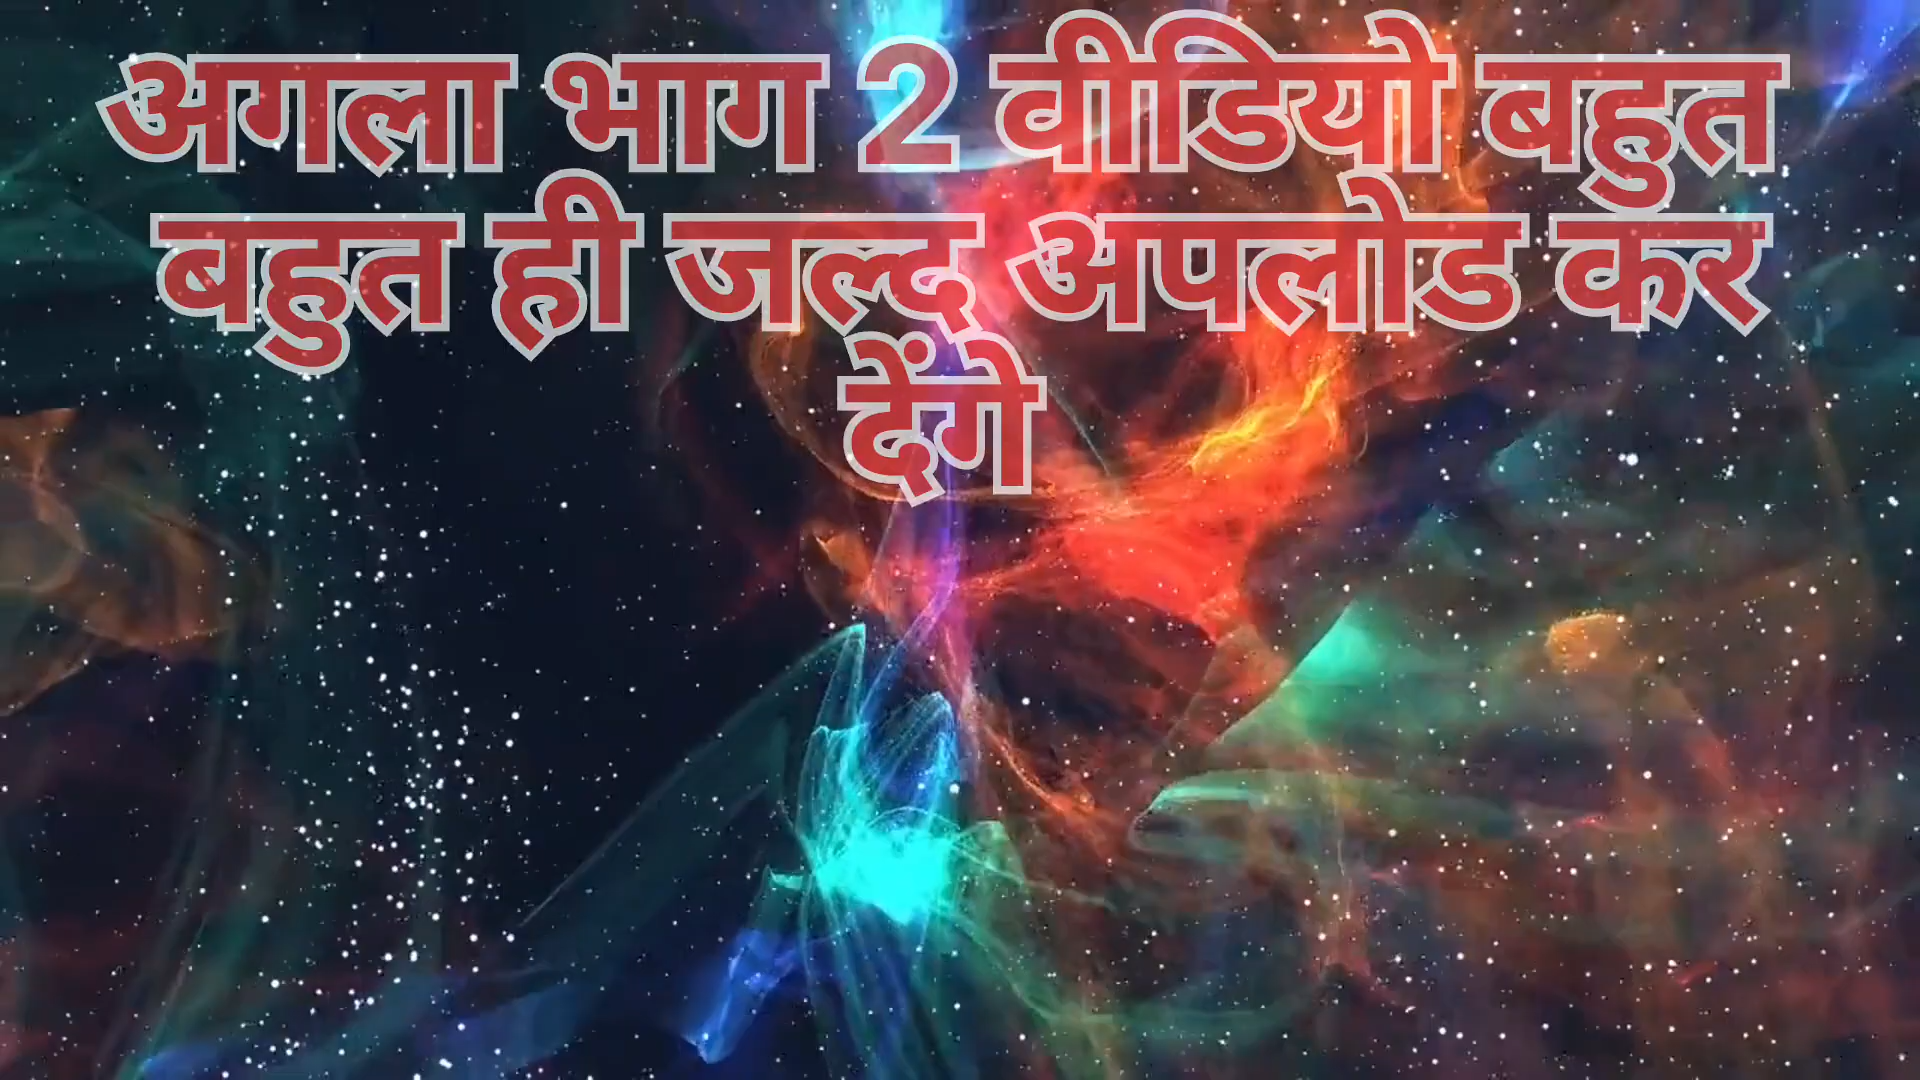 अगला भाग 2 वीडियो बहुत
बहुत ही जल्द अपलोड कर
देंगे